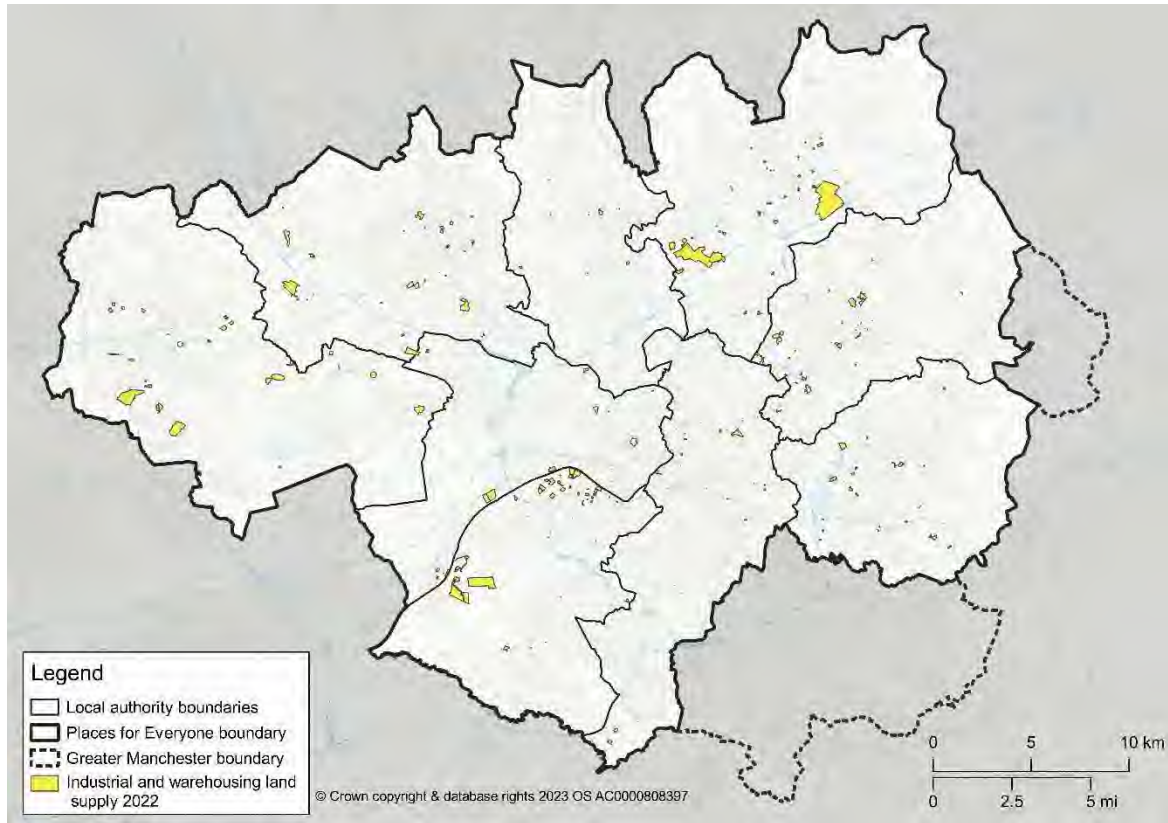 Legend
Local authority boundaries
Places for Everyone boundary
Greater Manchester boundary
Industrial and warehousing land
supply 2022
© Crown copyright & database rights 2023 OS AC0000808397
0 5 10 km
0 2.5 5 mi